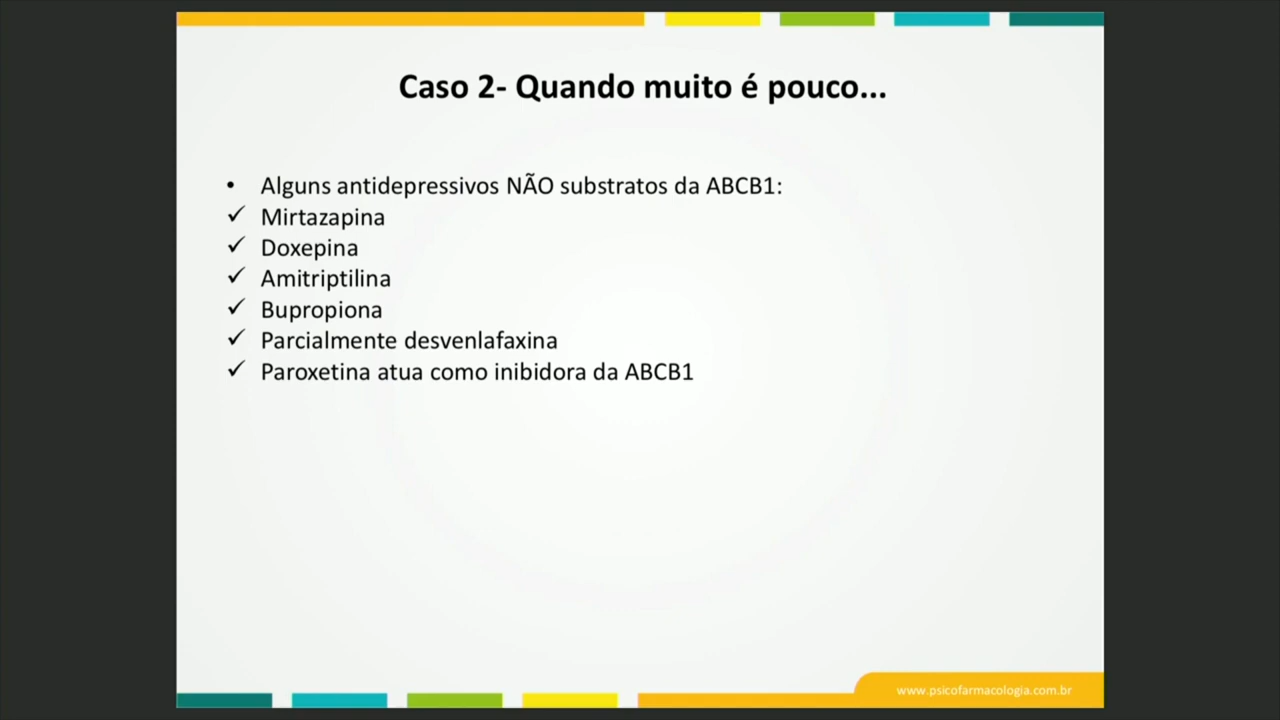 Caso 2- Quando muito é pouco...
• Alguns antidepressivos NÃO substratos da ABCB1:
✓ Mirtazapina
✓ Doxepina
✓ Amitriptilina
✓ Bupropiona
✓ Parcialmente desvenlafaxina
✓ Paroxetina atua como inibidora da ABCB1
www.psicofarmacologia.com.br